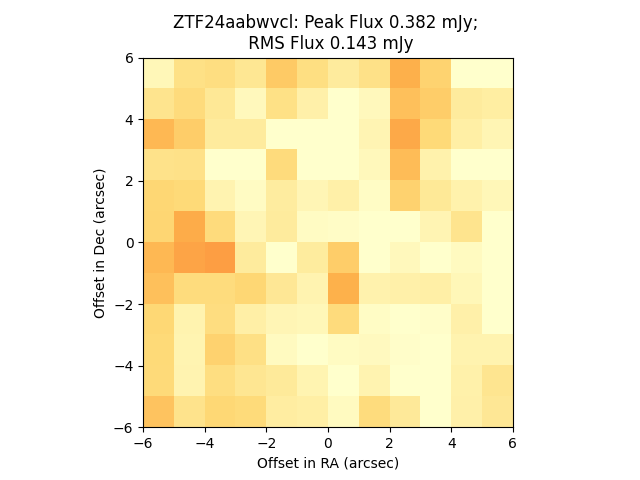 ZTF24aabwvcl: Peak Flux 0.382 mJy;
RMS Flux 0.143 mJy
6
4
2
0
−2
−4
−6
Offset in Dec (arcsec)
−6 −4 −2 0 2 4 6
Offset in RA (arcsec)